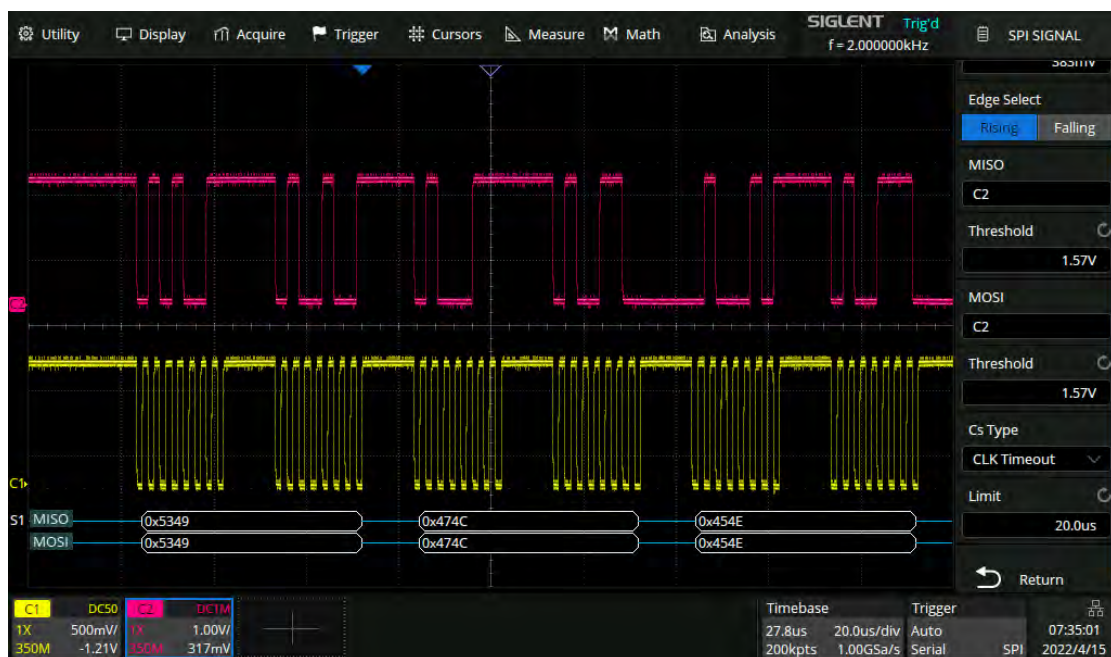 Utility Display Acquire Trigger Cursors Measure Math Analysis SIGLENT Trig'd
f = 2.000000kHz
SPI SIGNAL
383mV
Edge Select
Rising Falling
MISO
C2
Threshold
1.57V
MOSI
C2
Threshold
1.57V
Cs Type
CLK Timeout
Limit
20.0us
Return
C2
C1
S1 MISO 0x5349 0x474C 0x454E
MOSI 0x5349 0x474C 0x454E
C1 DC50 C2 DC1M Timebase Trigger
1X 500mV/ 1X 1.00V/ 27.8us 20.0us/div Auto 07:35:01
350M -1.21V 350M 317mV 200kpts 1.00GSa/s Serial SPI 2022/4/15